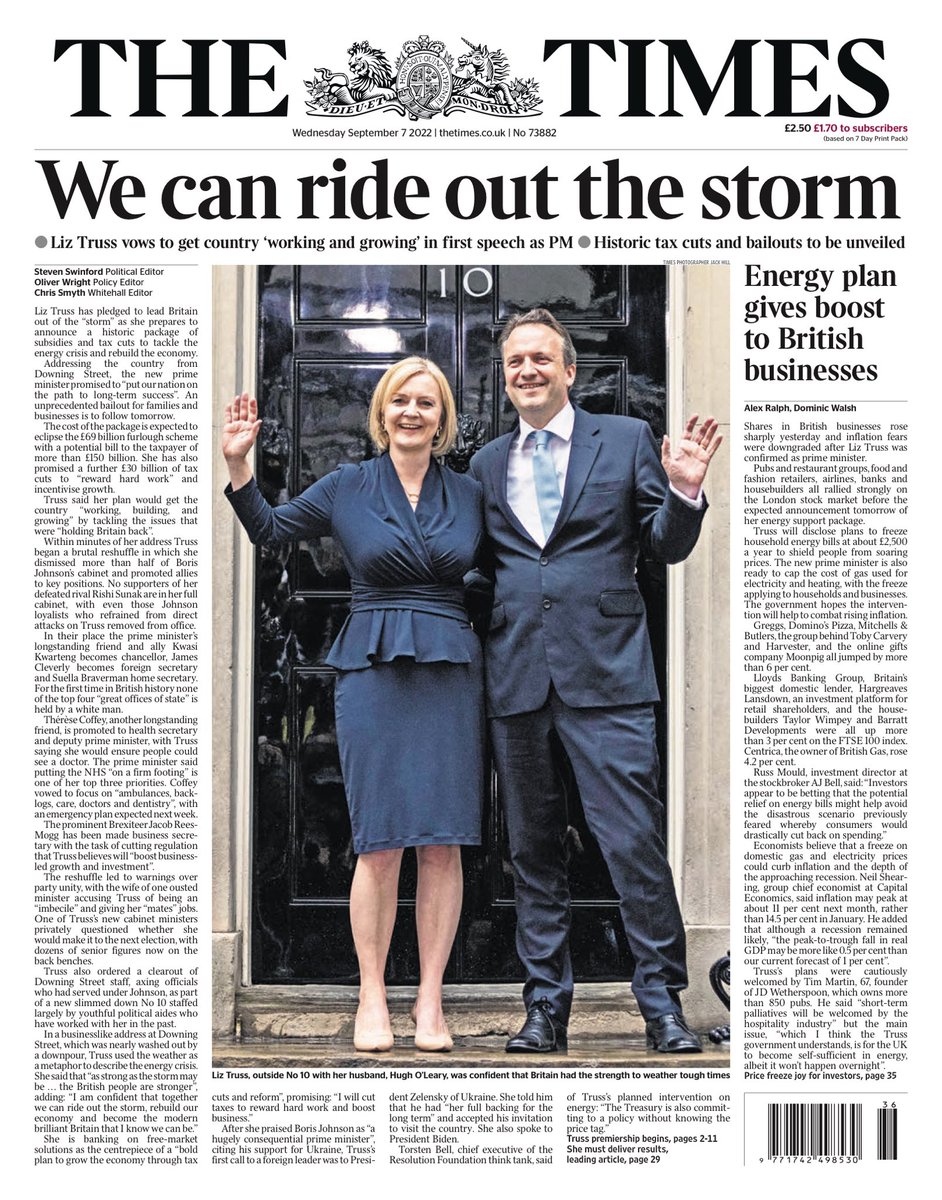 THE TIMES
DIEU ET MON DROIT
Wednesday September 7 2022 | thetimes.co.uk | No 73882
£2.50 £1.70 to subscribers
(based on 7 Day Print Pack)
We can ride out the storm
Liz Truss vows to get country ‘working and growing’ in first speech as PM
Historic tax cuts and bailouts to be unveiled
Steven Swinford Political Editor
Oliver Wright Policy Editor
Chris Smyth Whitehall Editor
Liz Truss has pledged to lead Britain
out of the “storm” as she prepares to
announce a historic package of
subsidies and tax cuts to tackle the
energy crisis and rebuild the economy.
Addressing the country from
Downing Street, the new prime
minister promised to “put our nation on
the path to long-term success”. An
unprecedented bailout for families and
businesses is to follow tomorrow.
The cost of the package is expected to
eclipse the £69 billion furlough scheme
with a potential bill to the taxpayer of
more than £150 billion. She has also
promised a further £30 billion of tax
cuts to “reward hard work” and
incentivise growth.
Truss said her plan would get the
country “working, building, and
growing” by tackling the issues that
were “holding Britain back”.
Within minutes of her address Truss
began a brutal reshuffle in which she
dismissed more than half of Boris
Johnson’s cabinet and promoted allies
to key positions. No supporters of her
defeated rival Rishi Sunak are in her full
cabinet, with even those Johnson
loyalists who refrained from direct
attacks on Truss removed from office.
In their place the prime minister’s
longstanding friend and ally Kwasi
Kwarteng becomes chancellor, James
Cleverly becomes foreign secretary
and Suella Braverman home secretary.
For the first time in British history none
of the top four “great offices of state” is
held by a white man.
Thérèse Coffey, another longstanding
friend, is promoted to health secretary
and deputy prime minister, with Truss
saying she would ensure people could
see a doctor. The prime minister said
putting the NHS “on a firm footing” is
one of her top three priorities. Coffey
vowed to focus on “ambulances, back-
logs, care, doctors and dentistry”, with
an emergency plan expected next week.
The prominent Brexiteer Jacob Rees-
Mogg has been made business secre-
tary with the task of cutting regulation
that Truss believes will “boost business-
led growth and investment”.
The reshuffle led to warnings over
party unity, with the wife of one ousted
minister accusing Truss of being an
“imbecile” and giving her “mates” jobs.
One of Truss’s new cabinet ministers
privately questioned whether she
would make it to the next election, with
dozens of senior figures now on the
back benches.
Truss also ordered a clearout of
Downing Street staff, axing officials
who had served under Johnson, as part
of a new slimmed down No 10 staffed
largely by youthful political aides who
have worked with her in the past.
In a businesslike address at Downing
Street, which was nearly washed out by
a downpour, Truss used the weather as
a metaphor to describe the energy crisis.
She said that “as strong as the storm may
be ... the British people are stronger”,
adding: “I am confident that together
we can ride out the storm, rebuild our
economy and become the modern
brilliant Britain that I know we can be.”
She is banking on free-market
solutions as the centrepiece of a “bold
plan to grow the economy through tax
TIMES PHOTOGRAPHER JACK HILL
10
Liz Truss, outside No 10 with her husband, Hugh O’Leary, was confident that Britain had the strength to weather tough times
cuts and reform”, promising: “I will cut
taxes to reward hard work and boost
business.”
After she praised Boris Johnson as “a
hugely consequential prime minister”,
citing his support for Ukraine, Truss’s
first call to a foreign leader was to Presi-
dent Zelensky of Ukraine. She told him
that he had “her full backing for the
long term” and accepted his invitation
to visit the country. She also spoke to
President Biden.
Torsten Bell, chief executive of the
Resolution Foundation think tank, said
of Truss’s planned intervention on
energy: “The Treasury is also commit-
ting to a policy without knowing the
price tag.”
Truss premiership begins, pages 2-11
She must deliver results,
leading article, page 29
Energy plan
gives boost
to British
businesses
Alex Ralph, Dominic Walsh
Shares in British businesses rose
sharply yesterday and inflation fears
were downgraded after Liz Truss was
confirmed as prime minister.
Pubs and restaurant groups, food and
fashion retailers, airlines, banks and
housebuilders all rallied strongly on
the London stock market before the
expected announcement tomorrow of
her energy support package.
Truss will disclose plans to freeze
household energy bills at about £2,500
a year to shield people from soaring
prices. The new prime minister is also
ready to cap the cost of gas used for
electricity and heating, with the freeze
applying to households and businesses.
The government hopes the interven-
tion will help to combat rising inflation.
Greggs, Domino’s Pizza, Mitchells &
Butlers, the group behind Toby Carvery
and Harvester, and the online gifts
company Moonpig all jumped by more
than 6 per cent.
Lloyds Banking Group, Britain’s
biggest domestic lender, Hargreaves
Lansdown, an investment platform for
retail shareholders, and the house-
builders Taylor Wimpey and Barratt
Developments were all up more
than 3 per cent on the FTSE 100 index.
Centrica, the owner of British Gas, rose
4.2 per cent.
Russ Mould, investment director at
the stockbroker AJ Bell, said: “Investors
appear to be betting that the potential
relief on energy bills might help avoid
the disastrous scenario previously
feared whereby consumers would
drastically cut back on spending.”
Economists believe that a freeze on
domestic gas and electricity prices
could curb inflation and the depth of
the approaching recession. Neil Shear-
ing, group chief economist at Capital
Economics, said inflation may peak at
about 11 per cent next month, rather
than 14.5 per cent in January. He added
that although a recession remained
likely, “the peak-to-trough fall in real
GDP may be more like 0.5 per cent than
our current forecast of 1 per cent”.
Truss’s plans were cautiously
welcomed by Tim Martin, 67, founder
of JD Wetherspoon, which owns more
than 850 pubs. He said “short-term
palliatives will be welcomed by the
hospitality industry” but the main
issue, “which I think the Truss
government understands, is for the UK
to become self-sufficient in energy,
albeit it won’t happen overnight”.
Price freeze joy for investors, page 35
36
9 771742 498530